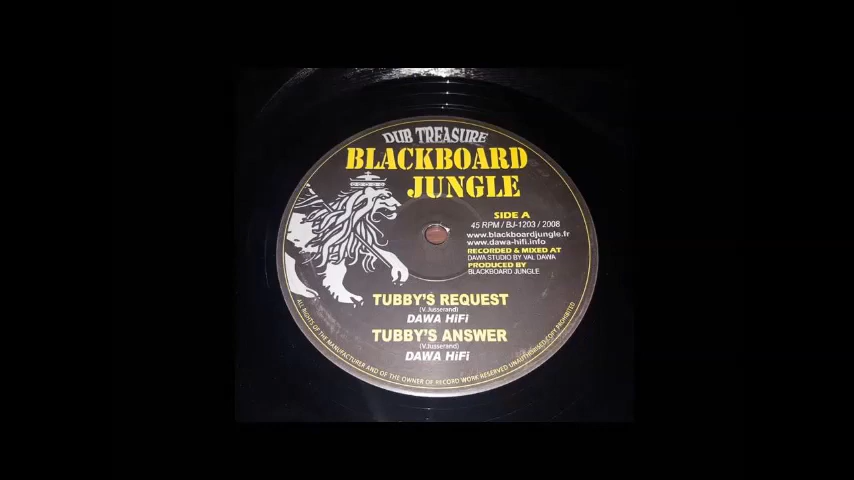 DUB TREASURE
BLACKBOARD
JUNGLE
SIDE A
45 RPM / BJ-1203 / 2008
www.blackboardjungle.fr
www.dawa-hifi.info
RECORDED & MIXED AT
DAWA STUDIO BY VAL DAWA
PRODUCED BY
BLACKBOARD JUNGLE
TUBBY'S REQUEST
(V.Jusserand)
DAWA HiFi
TUBBY'S ANSWER
(V.Jusserand)
DAWA HiFi
ALL RIGHTS OF THE MANUFACTURER AND OF THE OWNER OF RECORD WORK RESERVED UNAUTHORISED COPY PROHIBITED